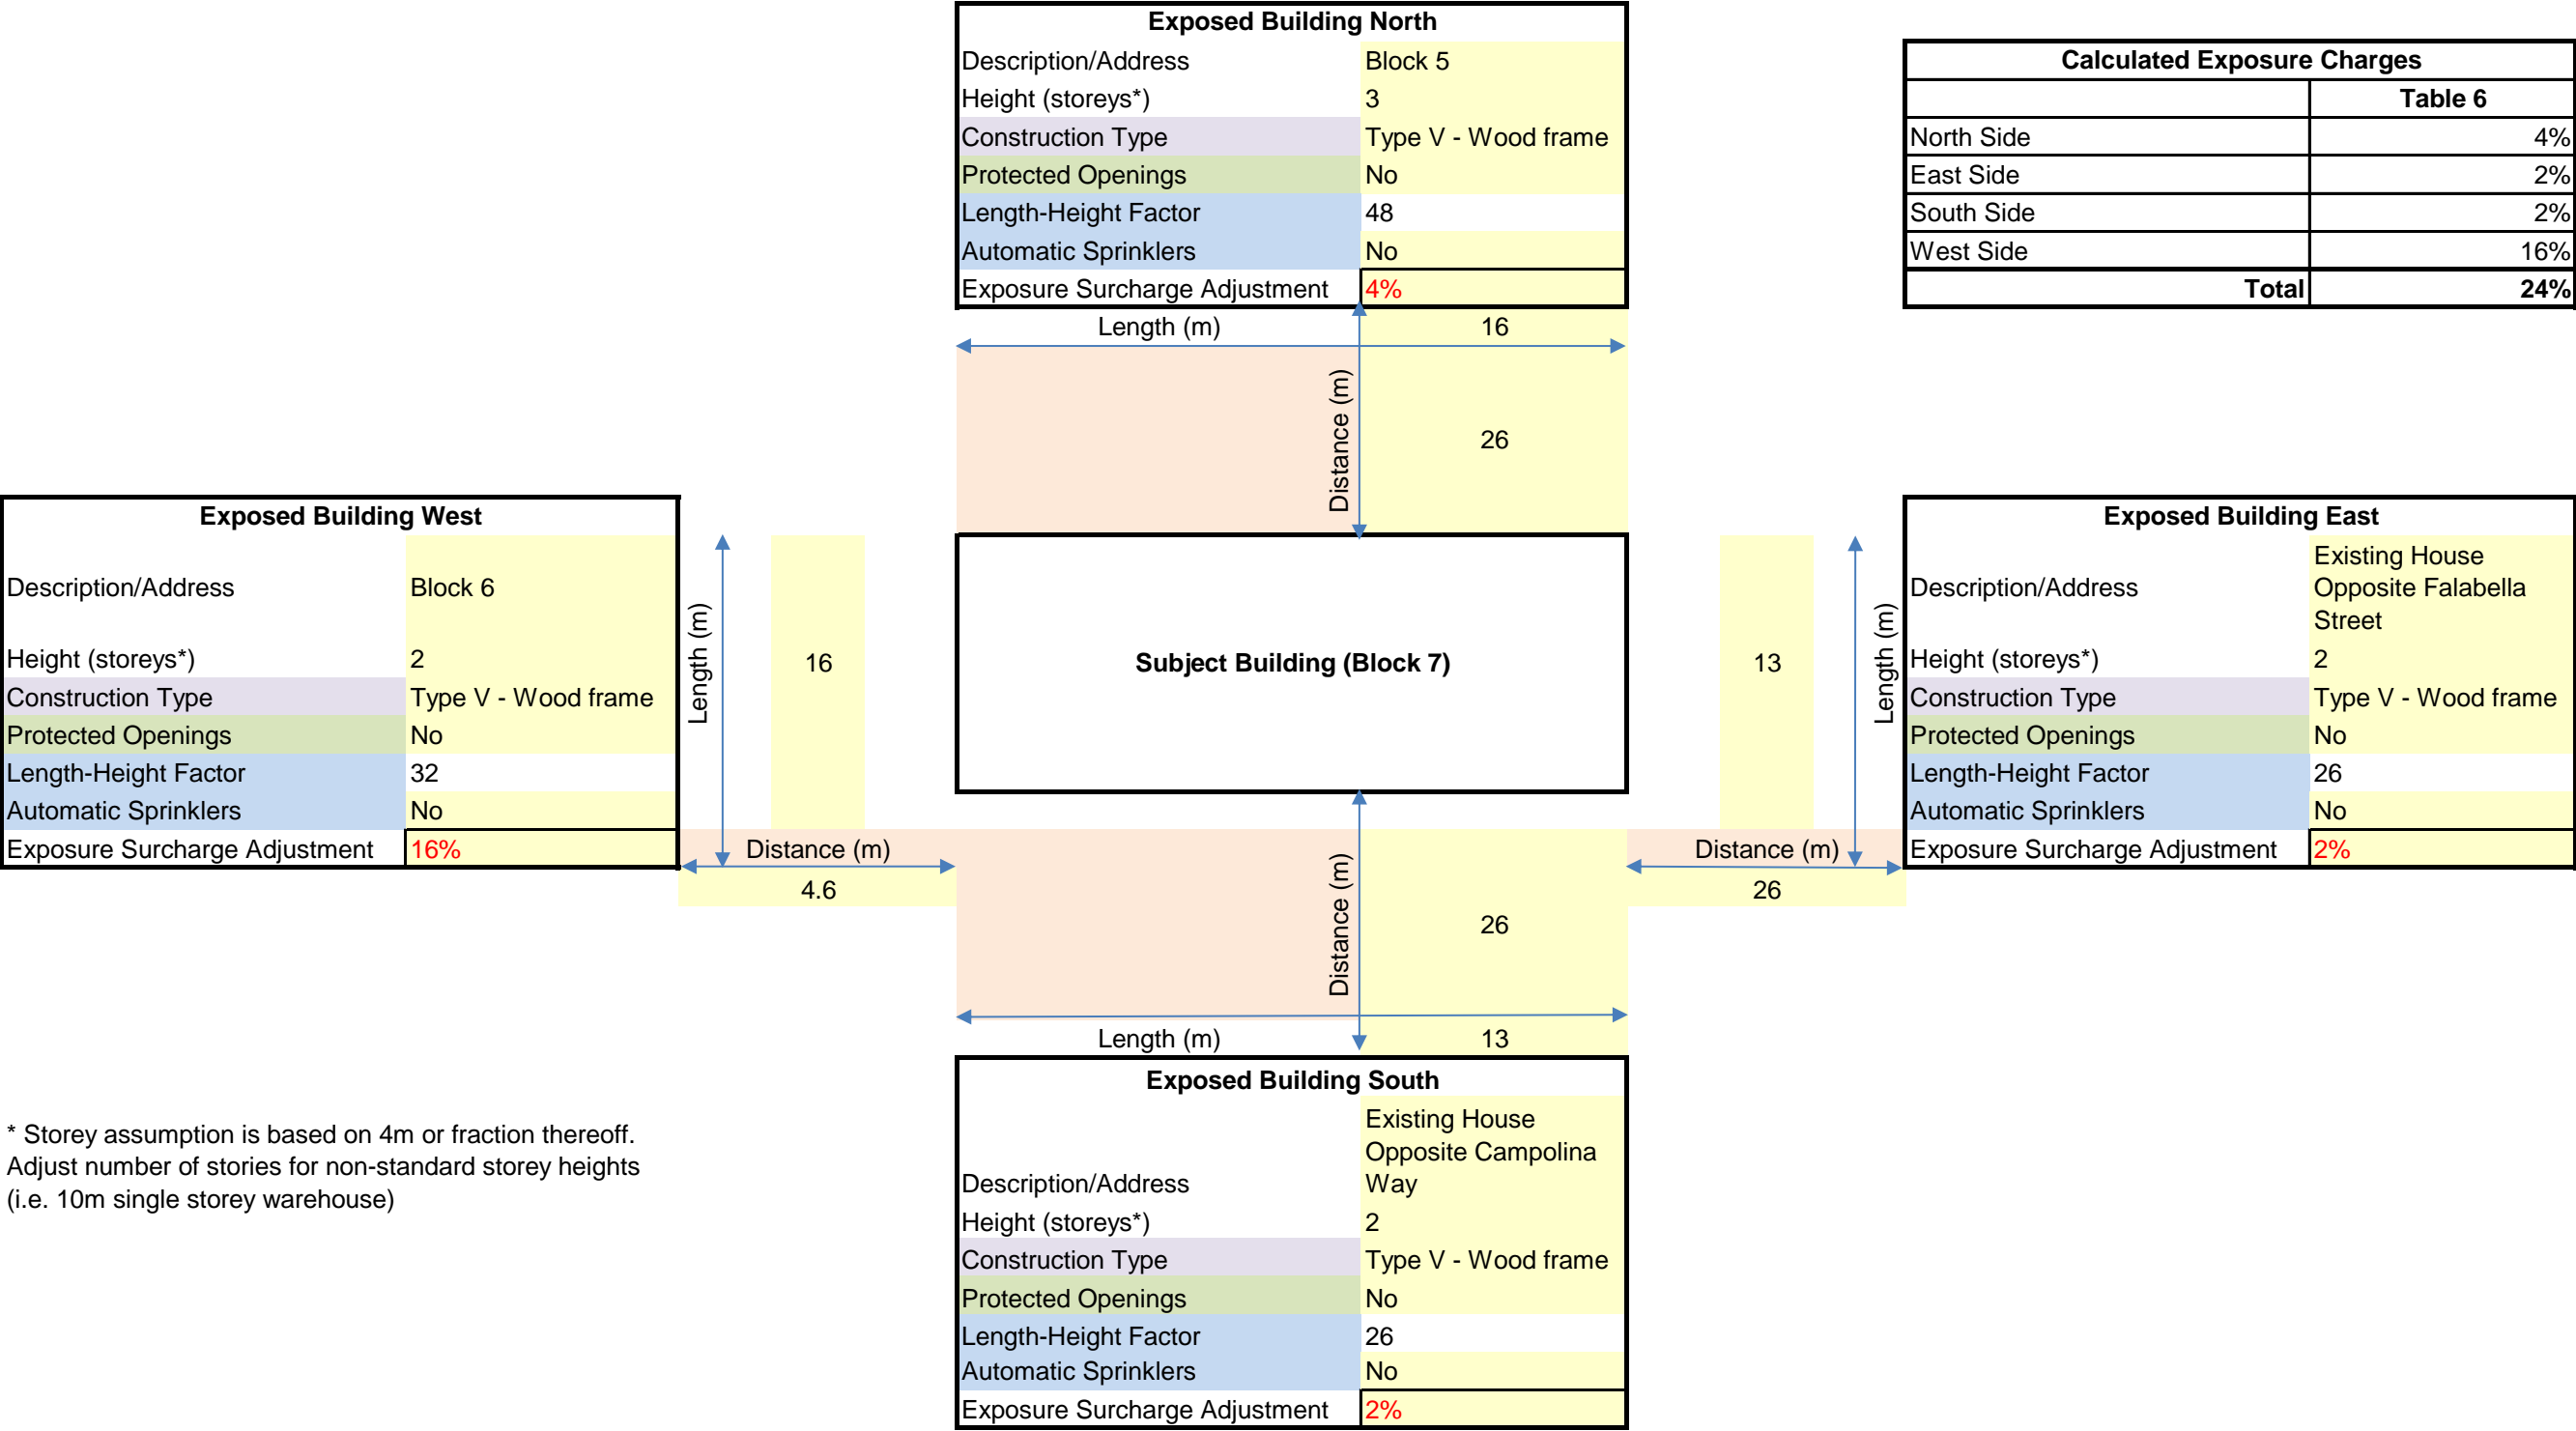 Exposed Building North
Description/Address Block 5
Height (storeys*) 3
Construction Type Type V - Wood frame
Protected Openings No
Length-Height Factor 48
Automatic Sprinklers No
Exposure Surcharge Adjustment 4%
Length (m) 16
Distance (m) 26
Calculated Exposure Charges
Table 6
North Side 4%
East Side 2%
South Side 2%
West Side 16%
Total 24%
Exposed Building West
Description/Address Block 6
Height (storeys*) 2
Construction Type Type V - Wood frame
Protected Openings No
Length-Height Factor 32
Automatic Sprinklers No
Exposure Surcharge Adjustment 16%
Length (m) 16
Distance (m)
4.6
Subject Building (Block 7)
13 Length (m)
Distance (m)
26
Exposed Building East
Existing House
Description/Address Opposite Falabella
Street
Height (storeys*) 2
Construction Type Type V - Wood frame
Protected Openings No
Length-Height Factor 26
Automatic Sprinklers No
Exposure Surcharge Adjustment 2%
Distance (m) 26
Length (m) 13
Exposed Building South
Existing House
Opposite Campolina
Description/Address Way
Height (storeys*) 2
Construction Type Type V - Wood frame
Protected Openings No
Length-Height Factor 26
Automatic Sprinklers No
Exposure Surcharge Adjustment 2%
* Storey assumption is based on 4m or fraction thereoff.
Adjust number of stories for non-standard storey heights
(i.e. 10m single storey warehouse)